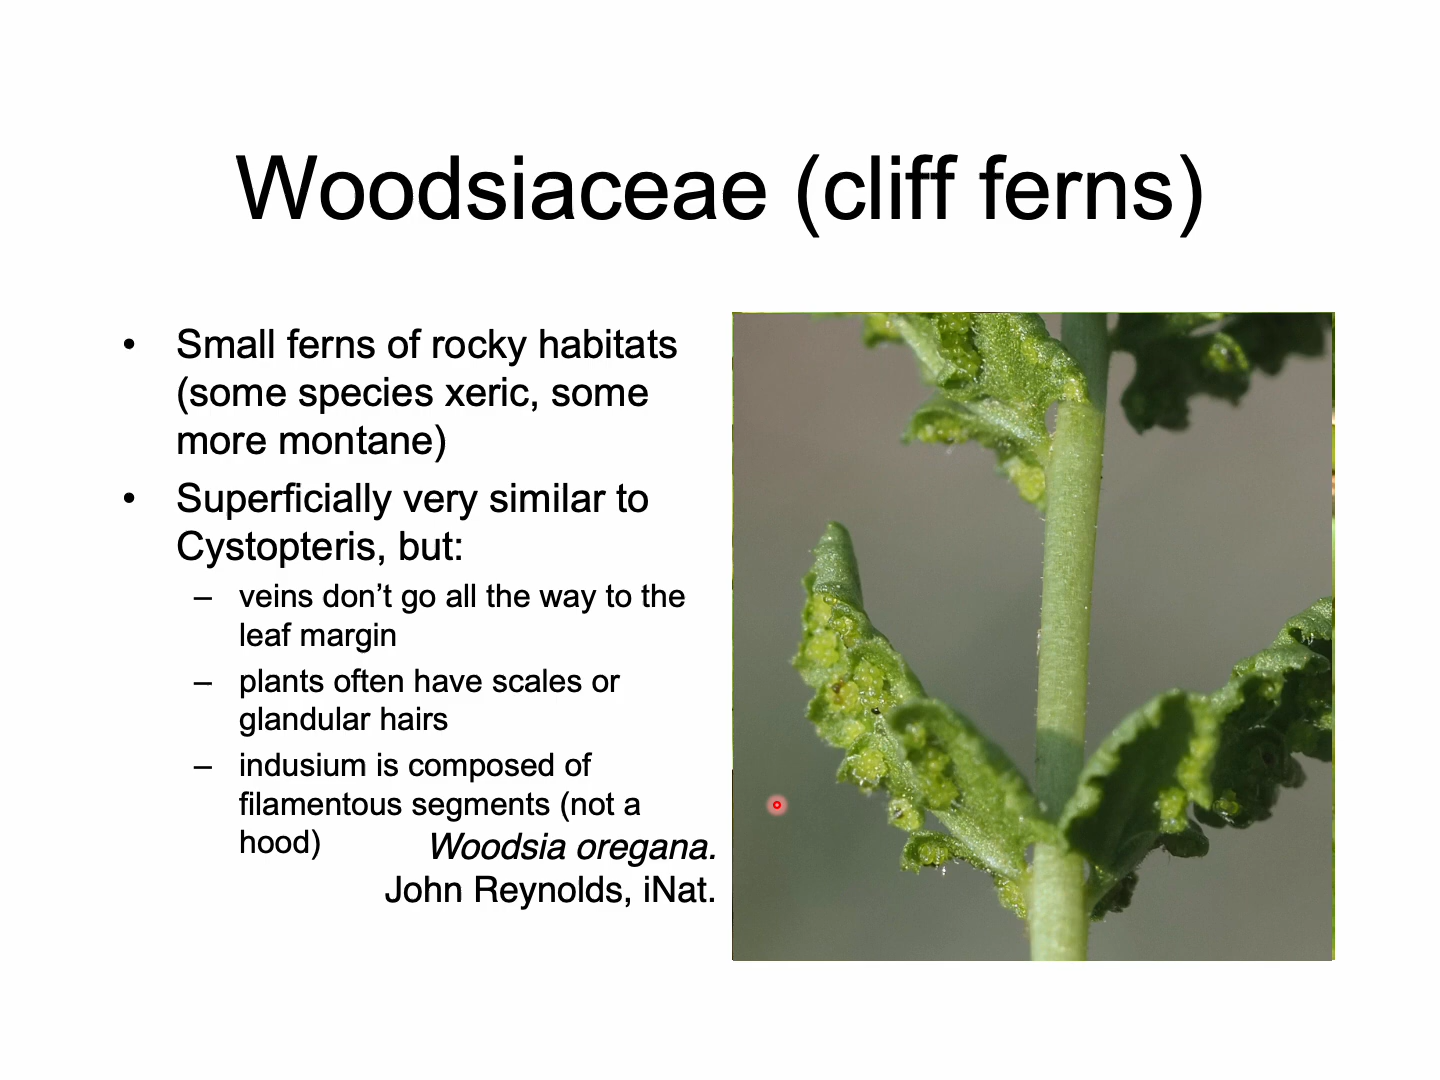 Woodsiaceae (cliff ferns)
• Small ferns of rocky habitats
(some species xeric, some
more montane)
• Superficially very similar to
Cystopteris, but:
– veins don’t go all the way to the
leaf margin
– plants often have scales or
glandular hairs
– indusium is composed of
filamentous segments (not a
hood)
Woodsia oregana.
John Reynolds, iNat.